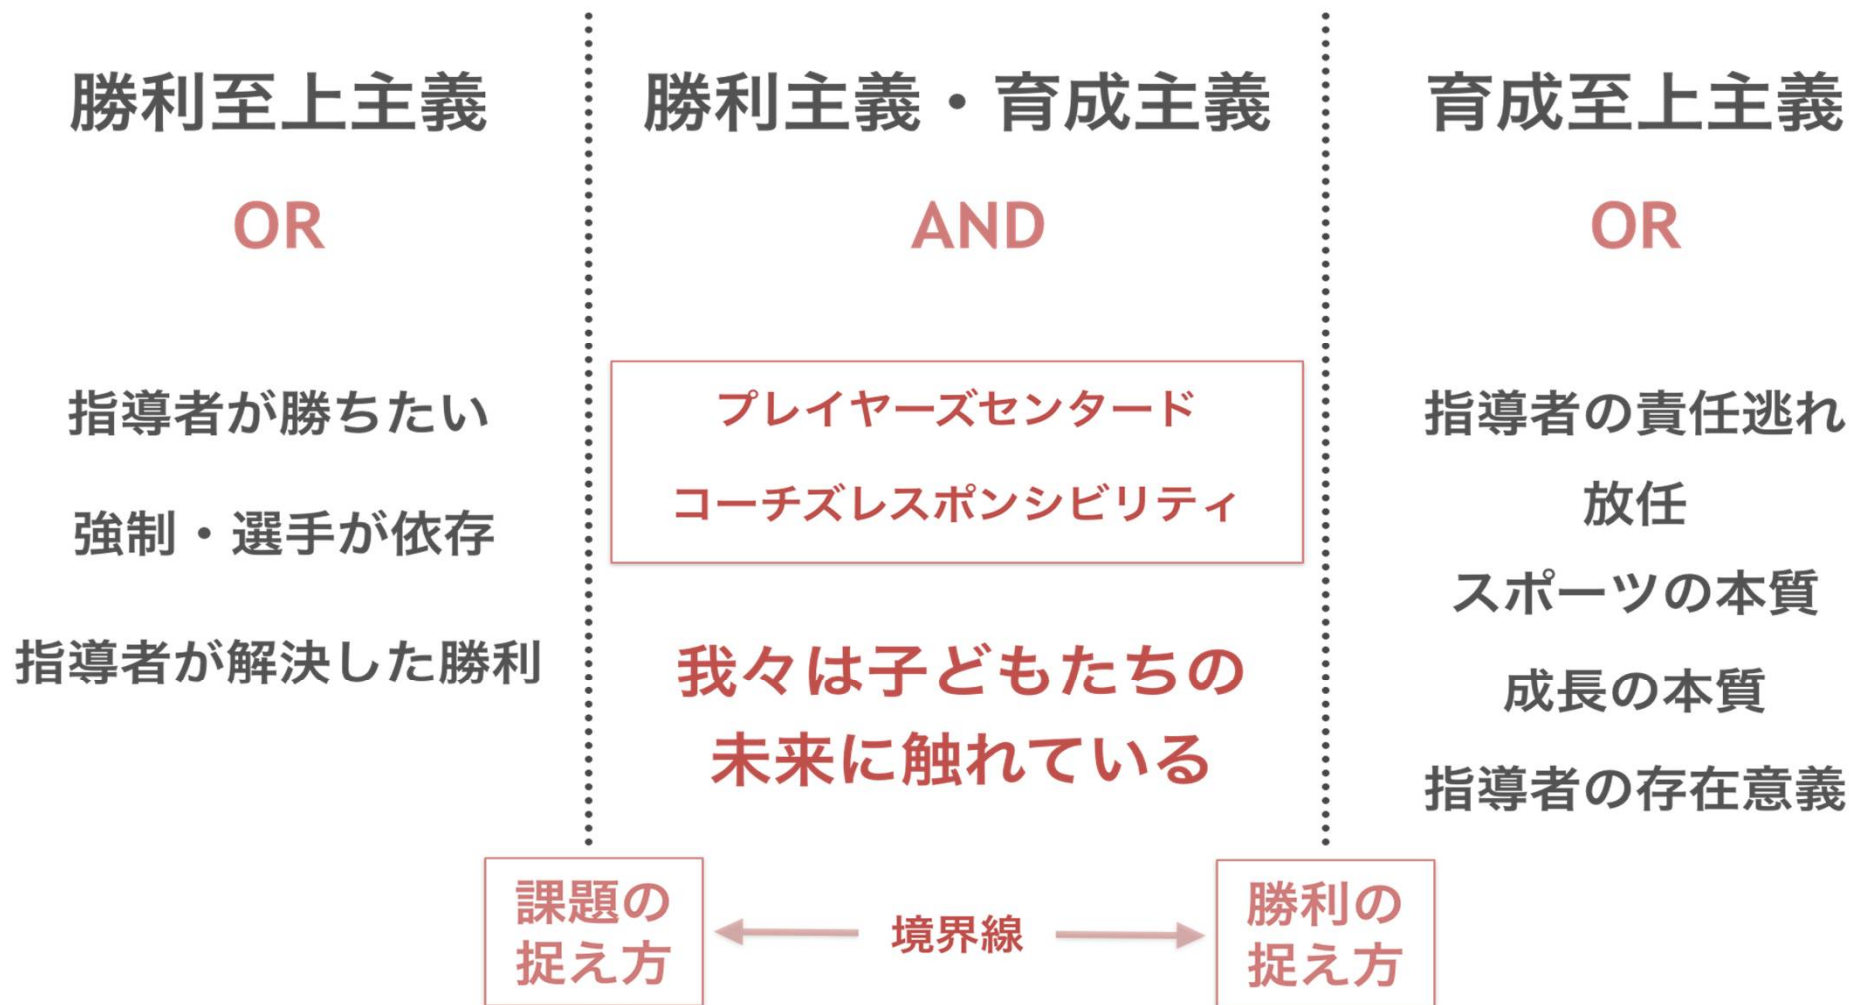 勝利至上主義
OR
指導者が勝ちたい
強制・選手が依存
指導者が解決した勝利
勝利主義・育成主義
AND
プレイヤーズセンタード
コーチズレスポンシビリティ
我々は子どもたちの
未来に触れている
育成至上主義
OR
指導者の責任逃れ
放任
スポーツの本質
成長の本質
指導者の存在意義
課題の
捉え方
境界線
勝利の
捉え方